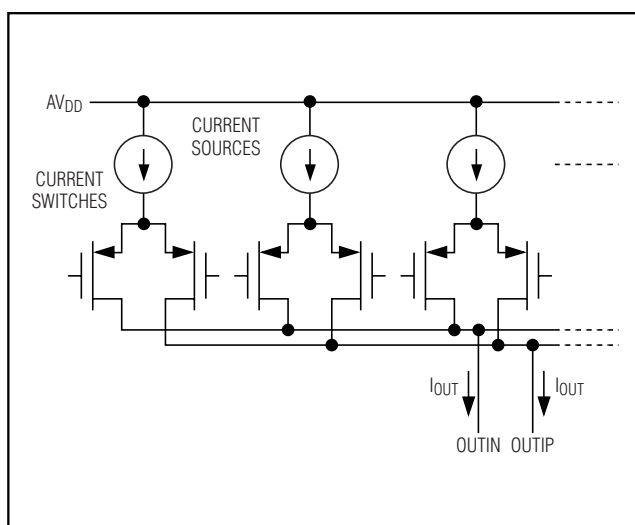 AVDD
CURRENT
SOURCES
CURRENT
SWITCHES
IOUT
IOUT
OUTIN
OUTIP